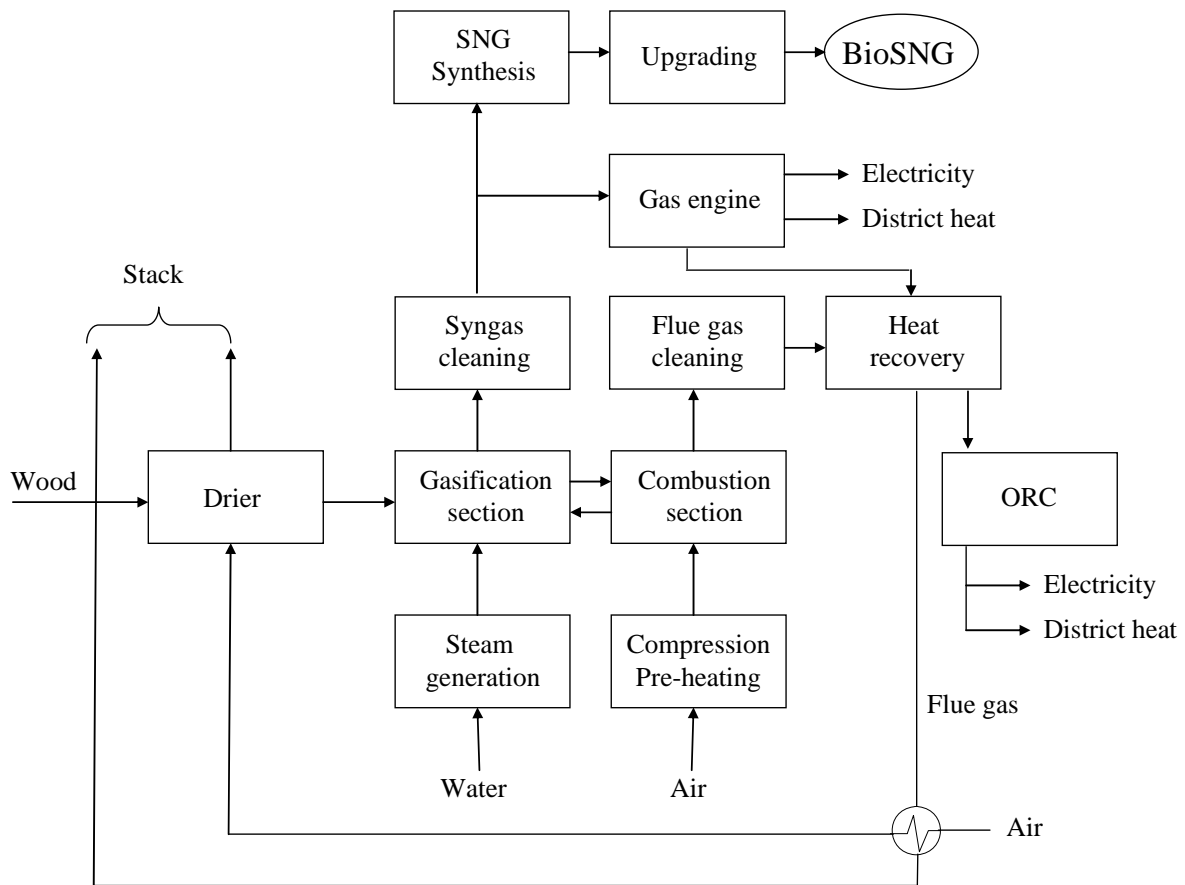 SNG
Synthesis
Upgrading
BioSNG
Gas engine
Electricity
District heat
Stack
Syngas
cleaning
Flue gas
cleaning
Heat
recovery
Wood
Drier
Gasification
section
Combustion
section
ORC
Electricity
District heat
Steam
generation
Compression
Pre-heating
Flue gas
Water
Air
Air